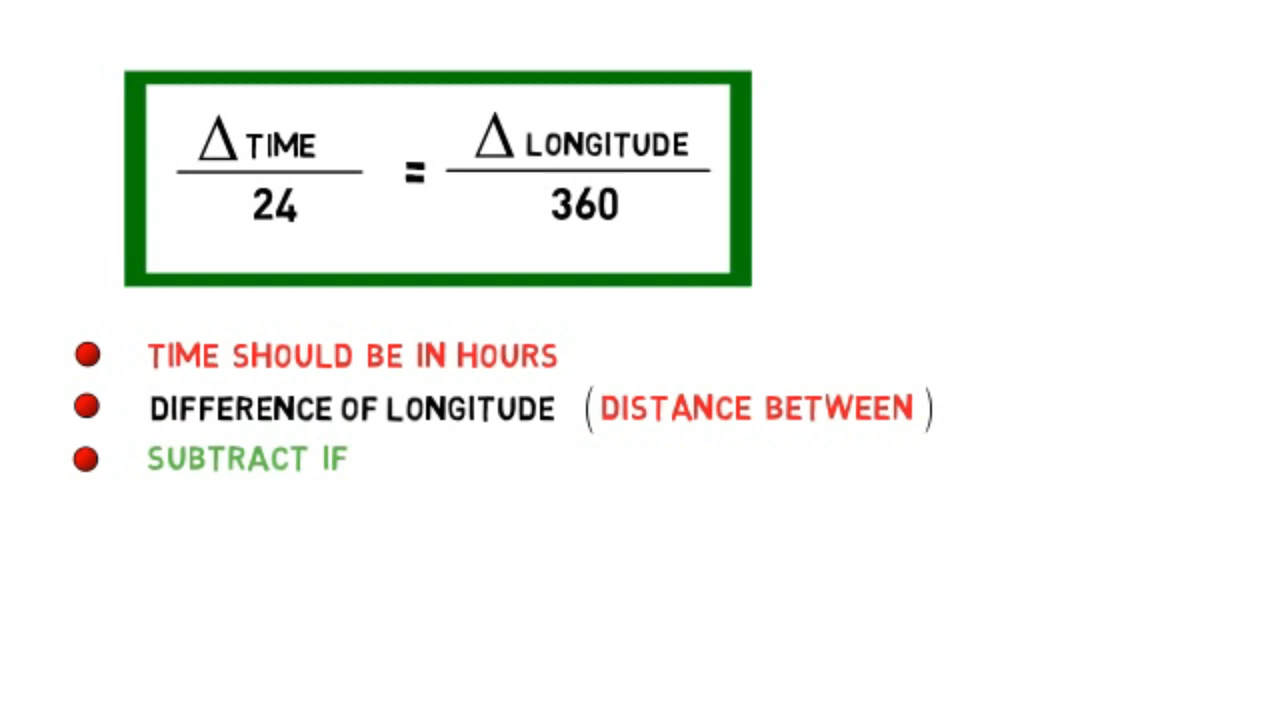 Δ TIME = Δ LONGITUDE
24 360
TIME SHOULD BE IN HOURS
DIFFERENCE OF LONGITUDE (DISTANCE BETWEEN)
SUBTRACT IF